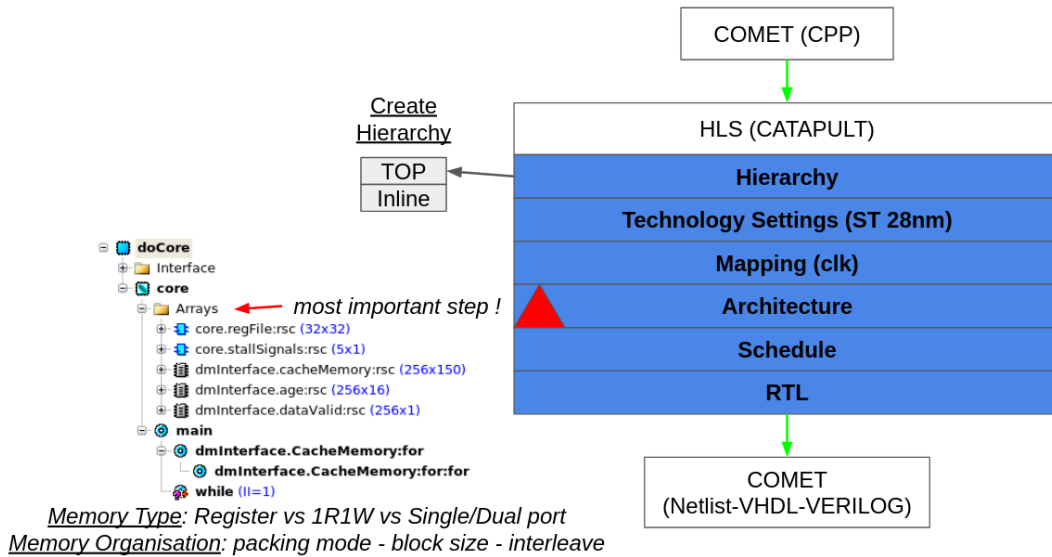 COMET (CPP)
HLS (CATAPULT)
Hierarchy
Technology Settings (ST 28nm)
Mapping (clk)
Architecture
Schedule
RTL
COMET
(Netlist-VHDL-VERILOG)
Create
Hierarchy
TOP
Inline
doCore
Interface
core
Arrays
most important step !
core.regFile:rsc (32x32)
core.stallSignals:rsc (5x1)
dmInterface.cacheMemory:rsc (256x150)
dmInterface.age:rsc (256x16)
dmInterface.dataValid:rsc (256x1)
main
dmInterface.CacheMemory:for
dmInterface.CacheMemory:for:for
while (II=1)
Memory Type: Register vs 1R1W vs Single/Dual port
Memory Organisation: packing mode - block size - interleave